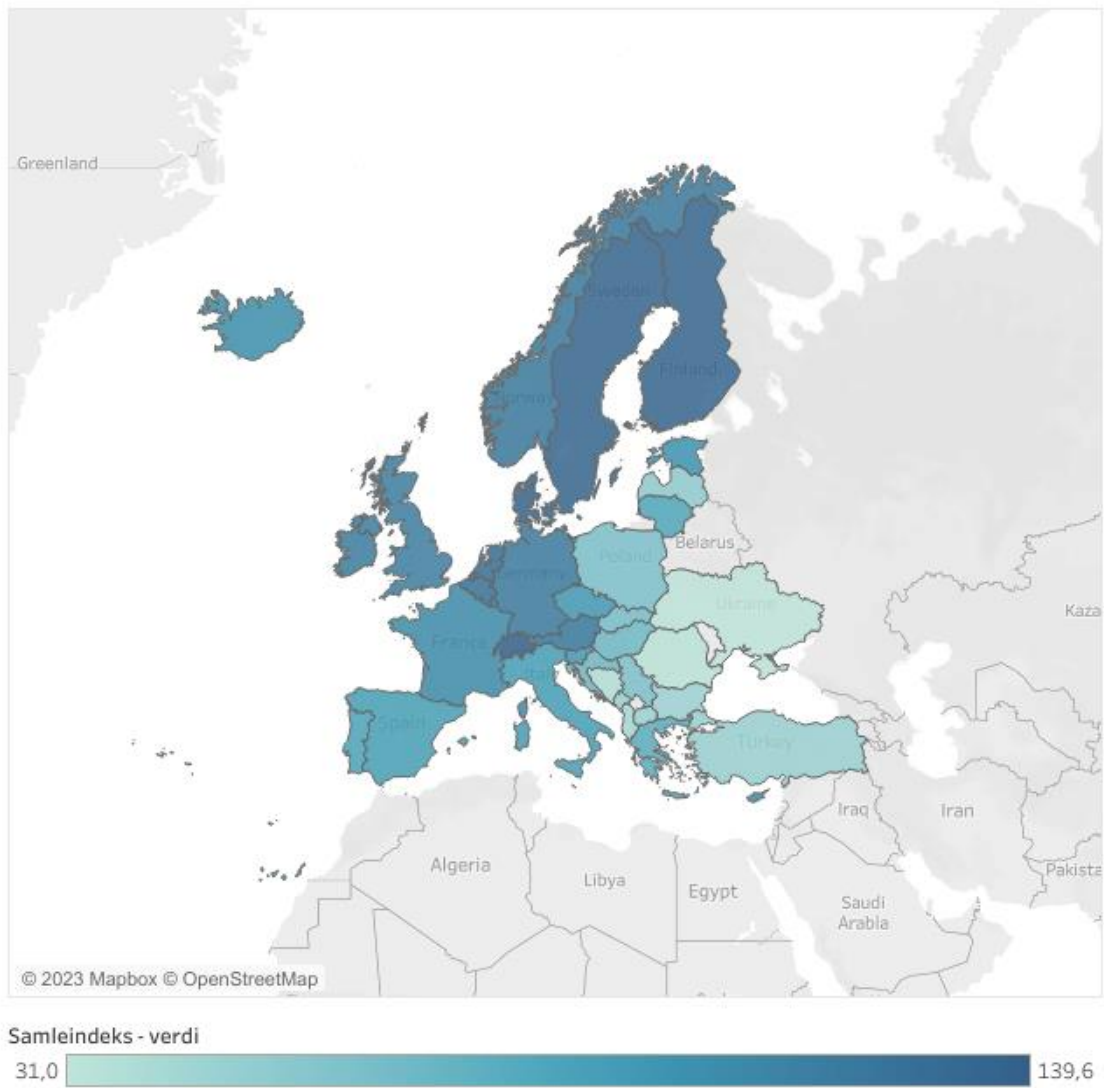 Greenland
Sweden
Finland
Norway
Belarus
Poland
Germany
Ukraine
Kaza
France
Italy
Spain
Turkey
Iraq
Iran
Algeria
Libya
Egypt
Pakista
Saudi
Arabia
© 2023 Mapbox © OpenStreetMap
Samleindeks - verdi
31,0
139,6